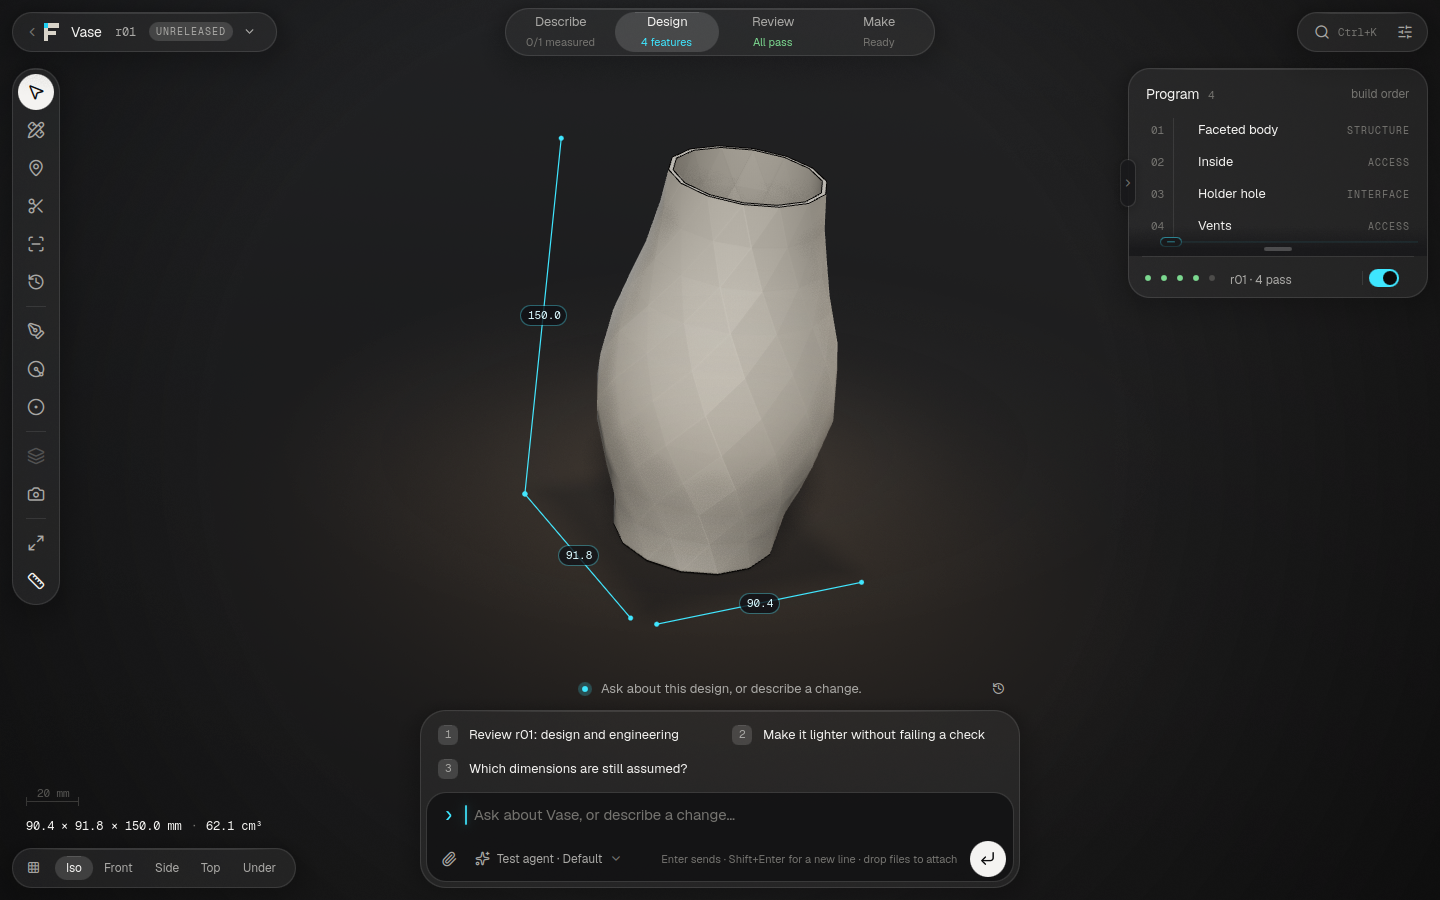 Vase r01 UNRELEASED
Describe
0/1 measured
Design
4 features
Review
All pass
Make
Ready
Ctrl+K
Program 4 build order
01 Faceted body STRUCTURE
02 Inside ACCESS
03 Holder hole INTERFACE
04 Vents ACCESS
r01 · 4 pass
150.0
91.8
90.4
Ask about this design, or describe a change.
1 Review r01: design and engineering
2 Make it lighter without failing a check
3 Which dimensions are still assumed?
Ask about Vase, or describe a change...
Test agent · Default
Enter sends · Shift+Enter for a new line · drop files to attach
20 mm
90.4 × 91.8 × 150.0 mm · 62.1 cm³
Iso Front Side Top Under